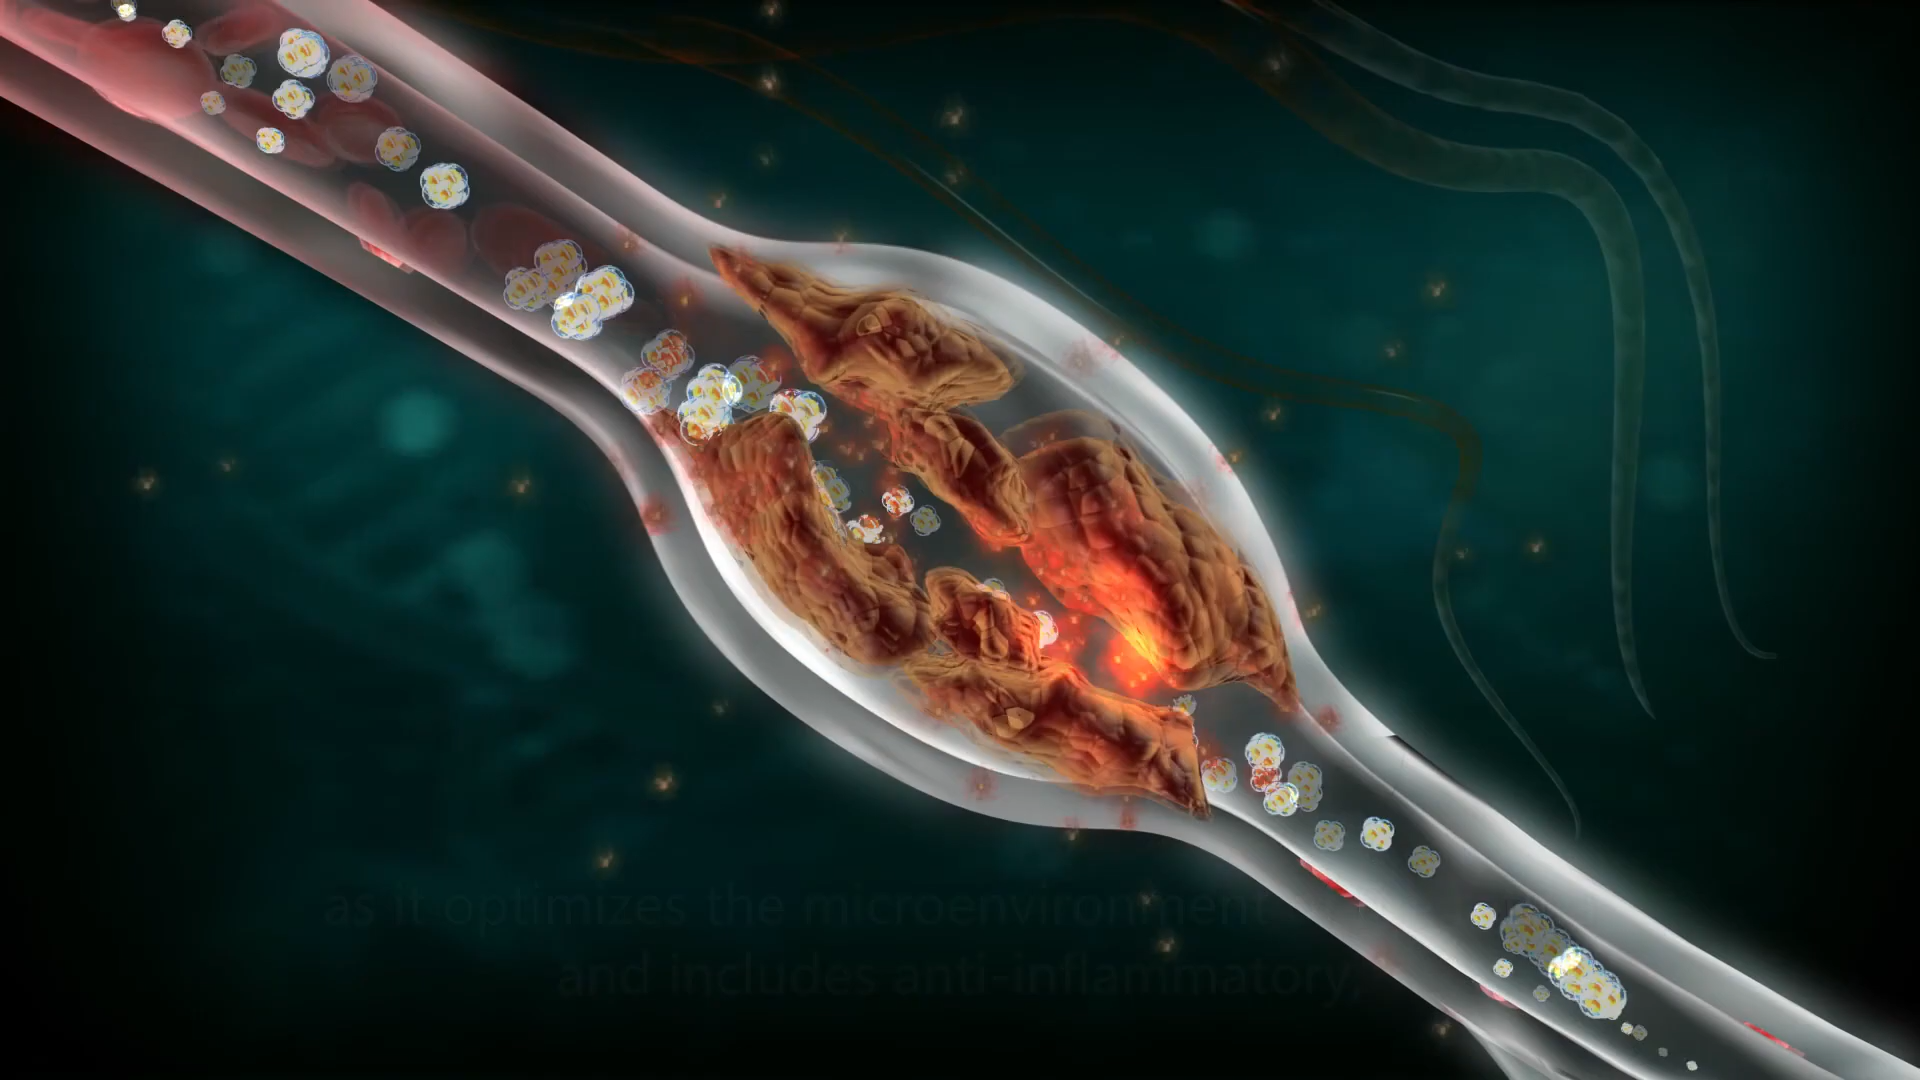 as it optimizes the microenvironment
and includes anti-inflammatory,